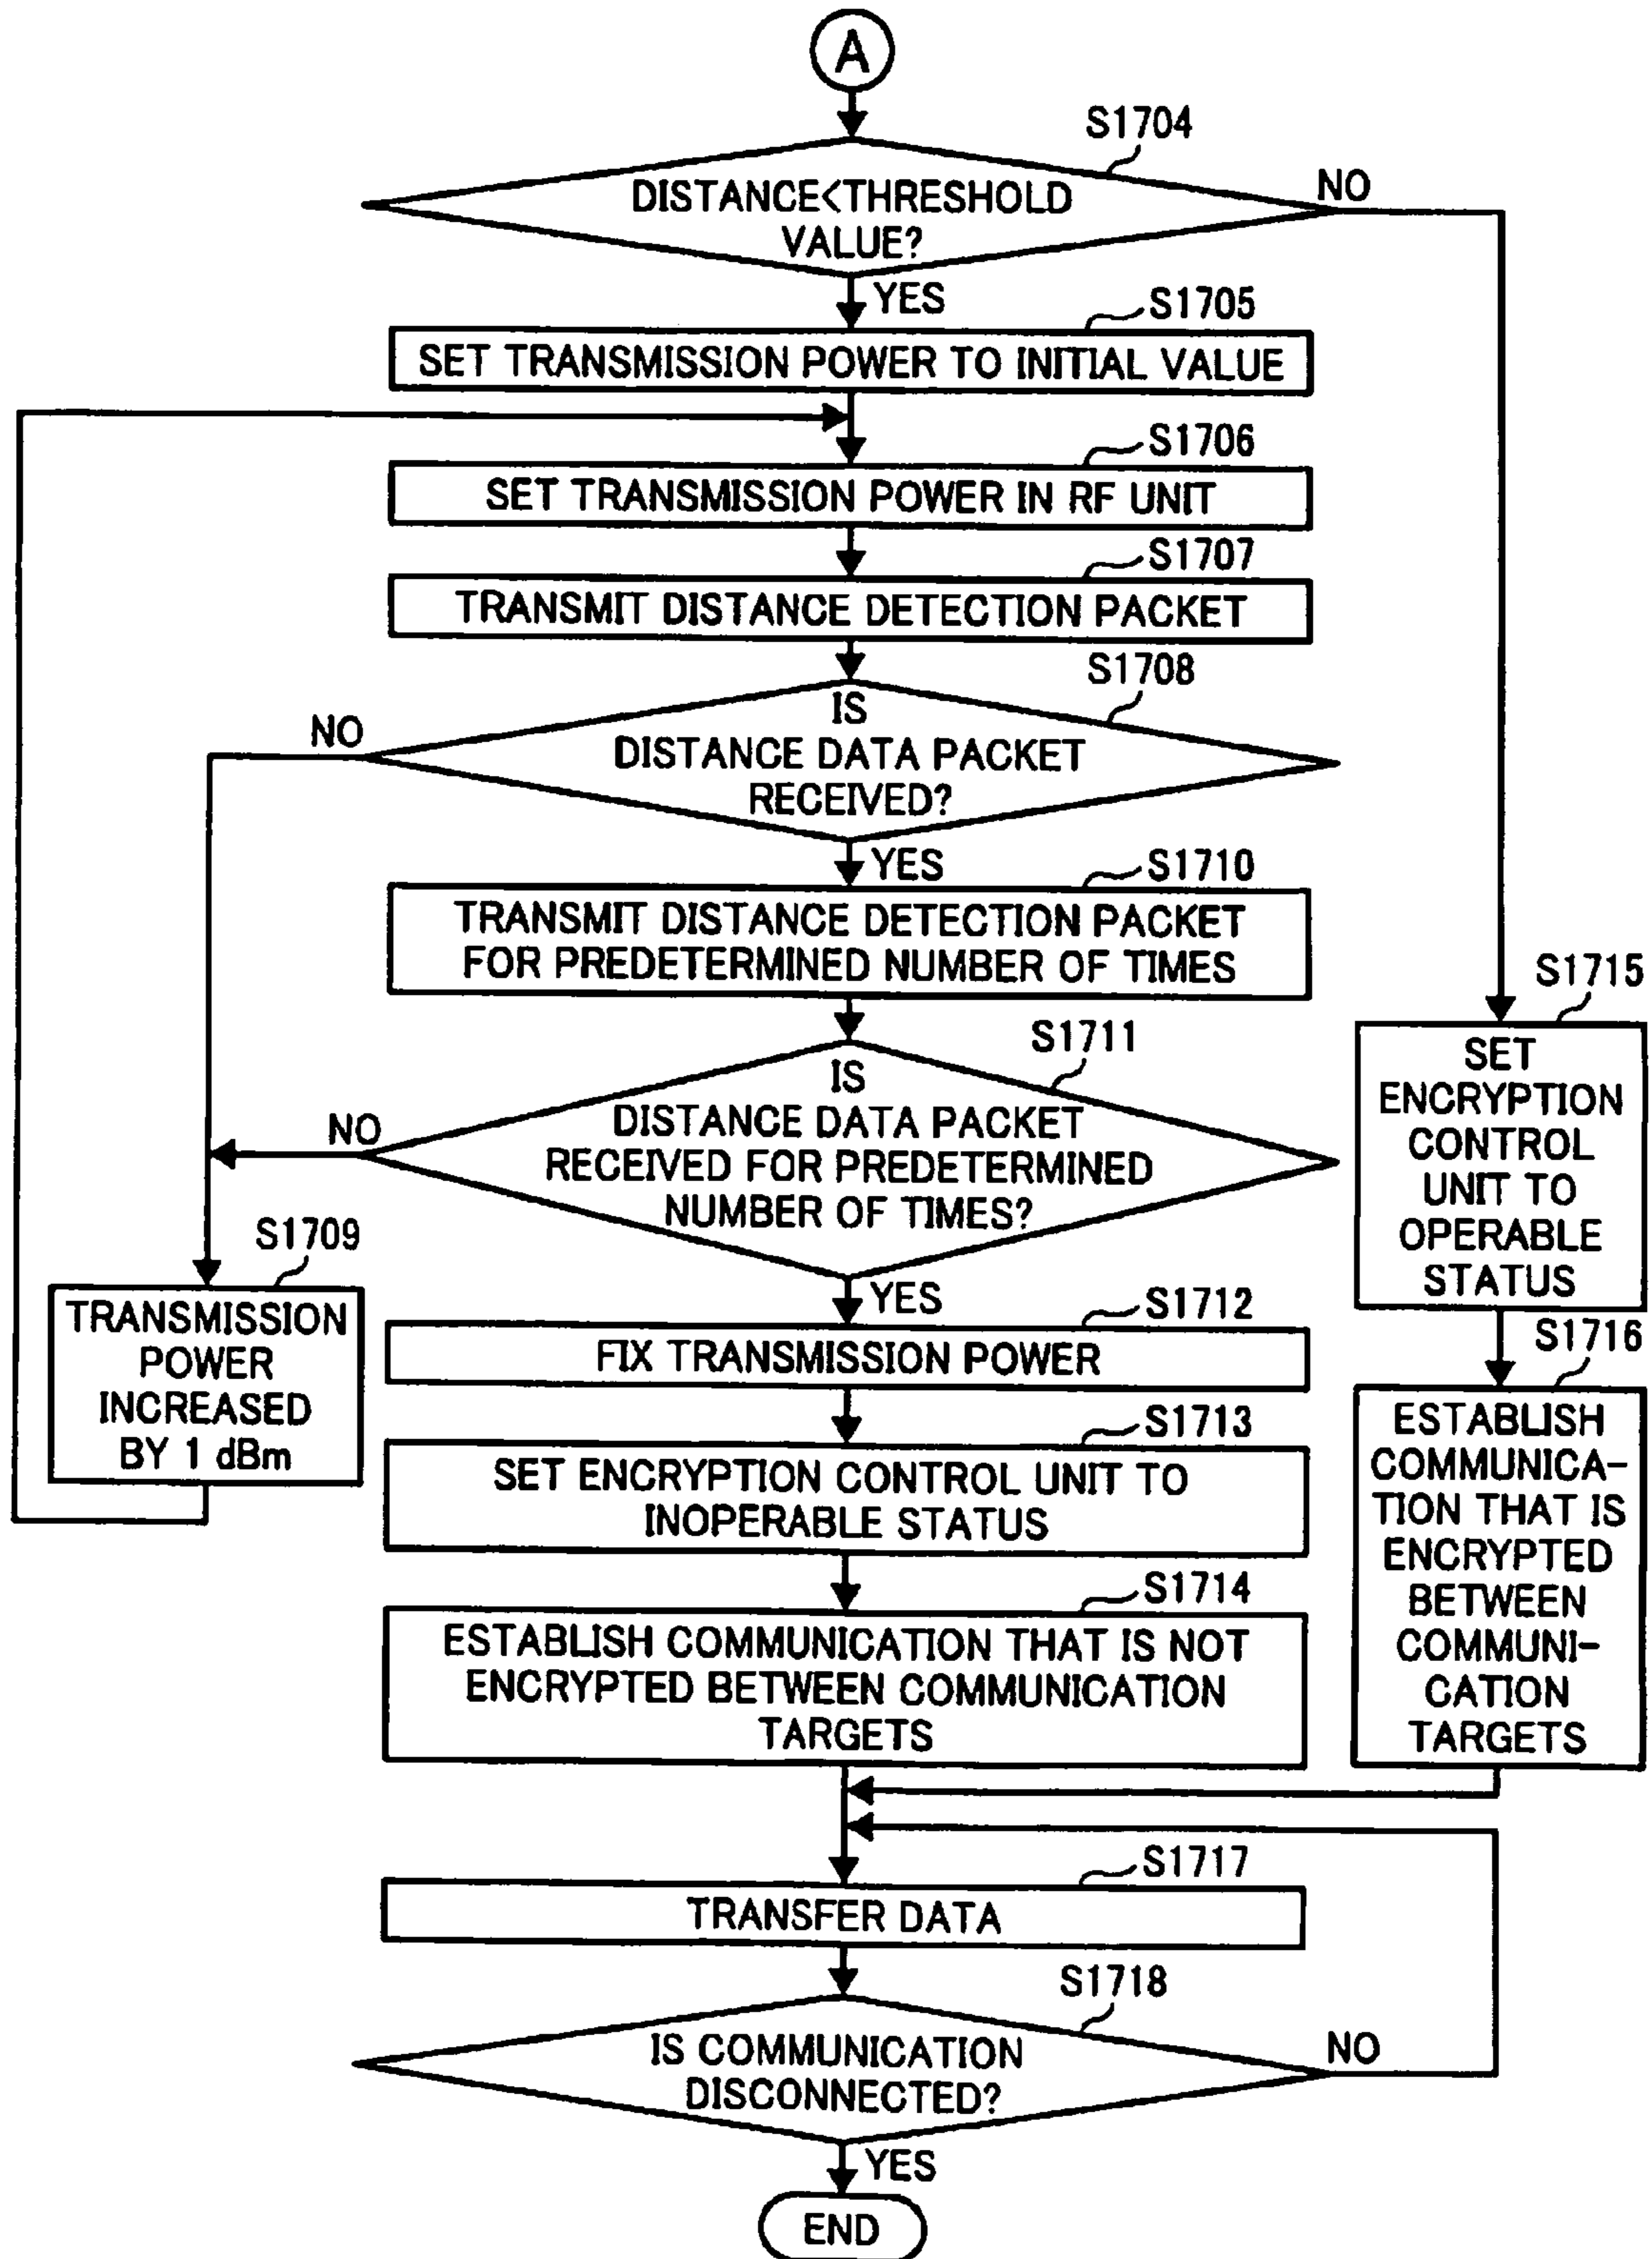 A
S1704
DISTANCE<THRESHOLD
VALUE?
NO
YES
S1705
SET TRANSMISSION POWER TO INITIAL VALUE
S1706
SET TRANSMISSION POWER IN RF UNIT
S1707
TRANSMIT DISTANCE DETECTION PACKET
S1708
IS
DISTANCE DATA PACKET
RECEIVED?
NO
YES
S1710
TRANSMIT DISTANCE DETECTION PACKET
FOR PREDETERMINED NUMBER OF TIMES
S1711
IS
DISTANCE DATA PACKET
RECEIVED FOR PREDETERMINED
NUMBER OF TIMES?
NO
S1709
TRANSMISSION
POWER
INCREASED
BY 1 dBm
YES
S1712
FIX TRANSMISSION POWER
S1713
SET ENCRYPTION CONTROL UNIT TO
INOPERABLE STATUS
S1714
ESTABLISH COMMUNICATION THAT IS NOT
ENCRYPTED BETWEEN COMMUNICATION
TARGETS
S1715
SET
ENCRYPTION
CONTROL
UNIT TO
OPERABLE
STATUS
S1716
ESTABLISH
COMMUNICA-
TION THAT IS
ENCRYPTED
BETWEEN
COMMUNI-
CATION
TARGETS
S1717
TRANSFER DATA
S1718
IS COMMUNICATION
DISCONNECTED?
NO
YES
END